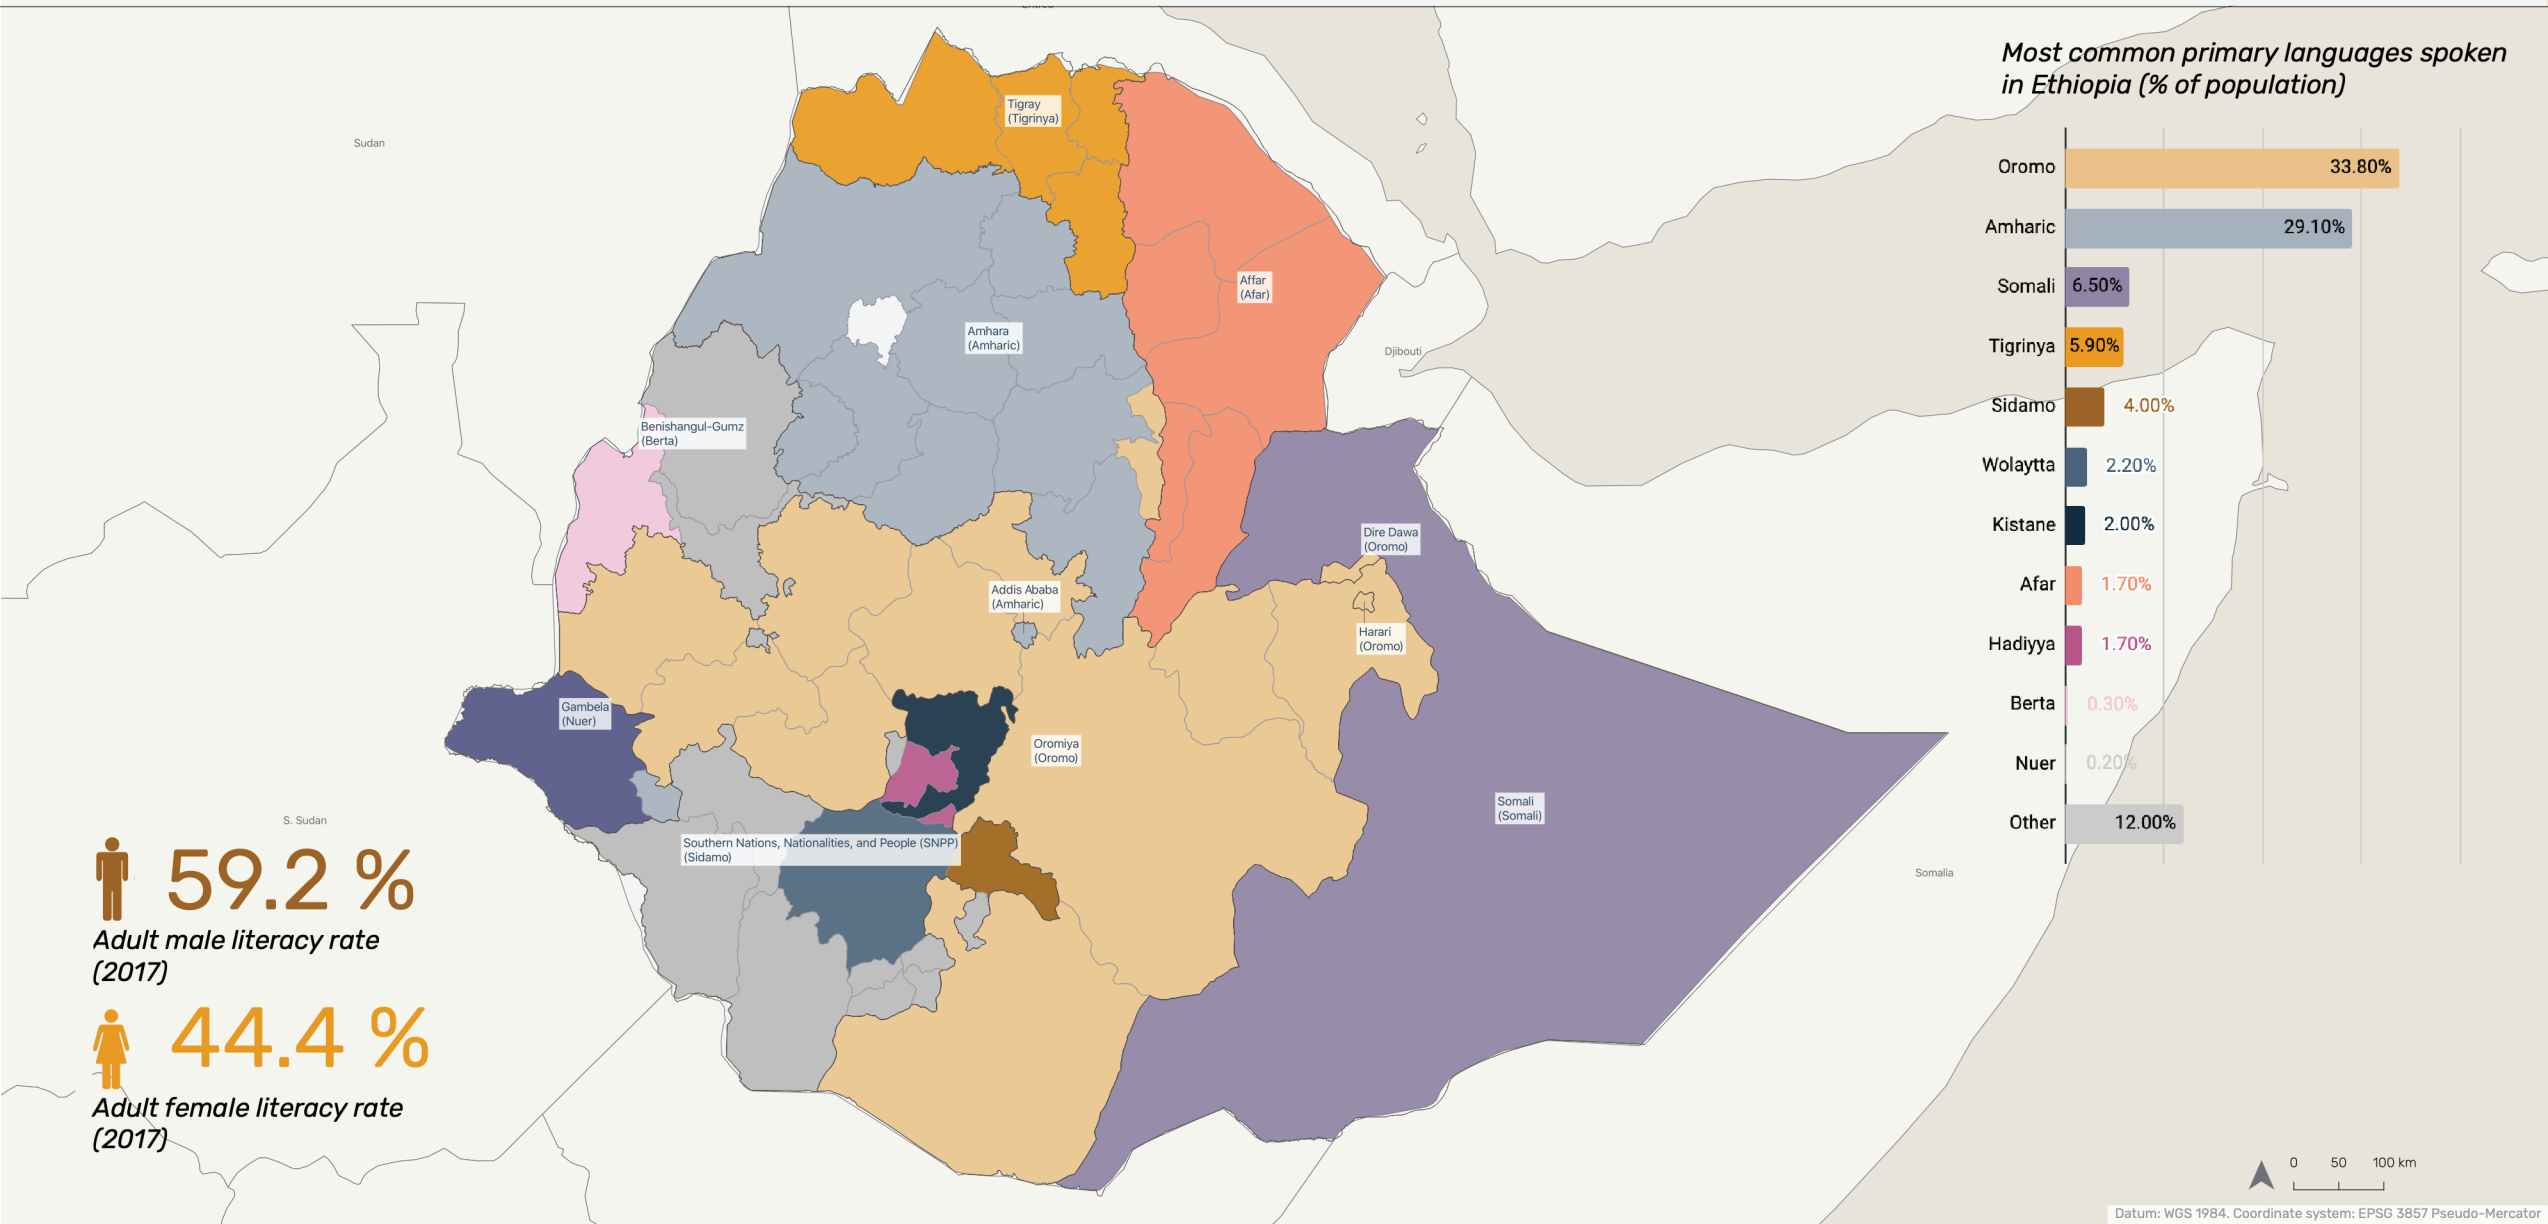 Eritrea
Most common primary languages spoken
in Ethiopia (% of population)
Oromo 33.80%
Amharic 29.10%
Somali 6.50%
Tigrinya 5.90%
Sidamo 4.00%
Wolaytta 2.20%
Kistane 2.00%
Afar 1.70%
Hadiyya 1.70%
Berta 0.30%
Nuer 0.20%
Other 12.00%
Sudan
Tigray
(Tigrinya)
Affar
(Afar)
Amhara
(Amharic)
Djibouti
Benishangul-Gumz
(Berta)
Dire Dawa
(Oromo)
Addis Ababa
(Amharic)
Harari
(Oromo)
Gambela
(Nuer)
Oromiya
(Oromo)
Somali
(Somali)
S. Sudan
Southern Nations, Nationalities, and People (SNPP)
(Sidamo)
Somalia
59.2 %
Adult male literacy rate
(2017)
44.4 %
Adult female literacy rate
(2017)
0 50 100 km
Datum: WGS 1984. Coordinate system: EPSG 3857 Pseudo-Mercator